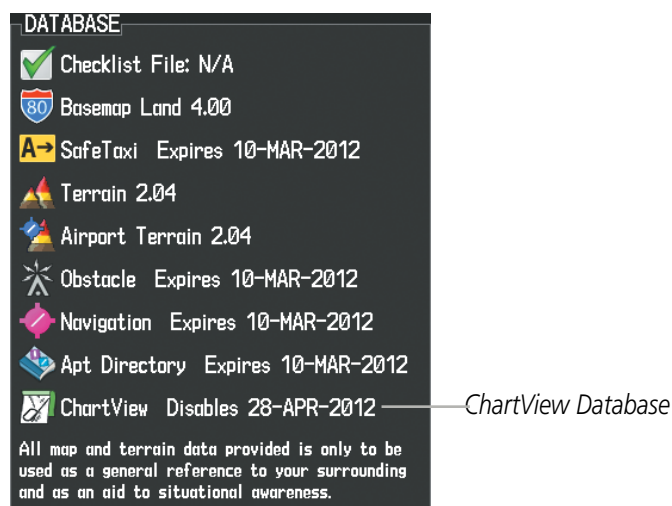 DATABASE
Checklist File: N/A
80 Basemap Land 4.00
A→ SafeTaxi Expires 10-MAR-2012
Terrain 2.04
Airport Terrain 2.04
Obstacle Expires 10-MAR-2012
Navigation Expires 10-MAR-2012
Apt Directory Expires 10-MAR-2012
ChartView Disables 28-APR-2012 ChartView Database
All map and terrain data provided is only to be
used as a general reference to your surrounding
and as an aid to situational awareness.